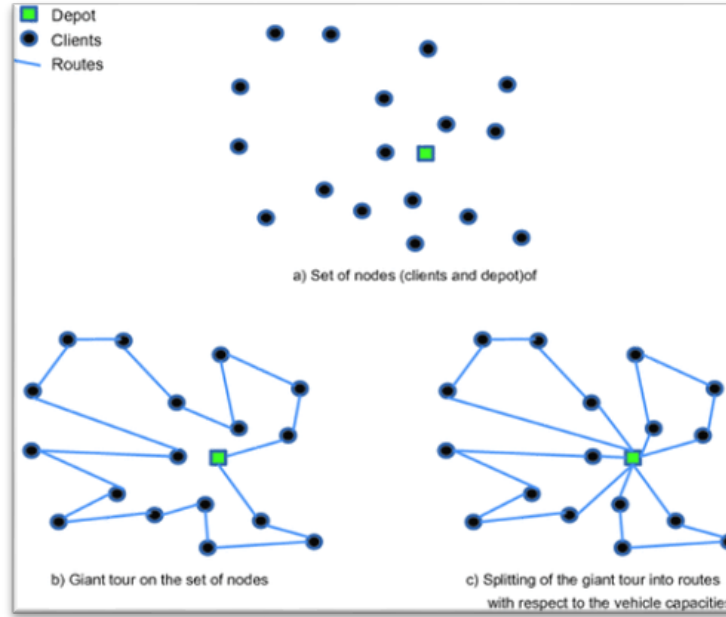 Depot
Clients
Routes
a) Set of nodes (clients and depot)of
b) Giant tour on the set of nodes
c) Splitting of the giant tour into routes
with respect to the vehicle capacities